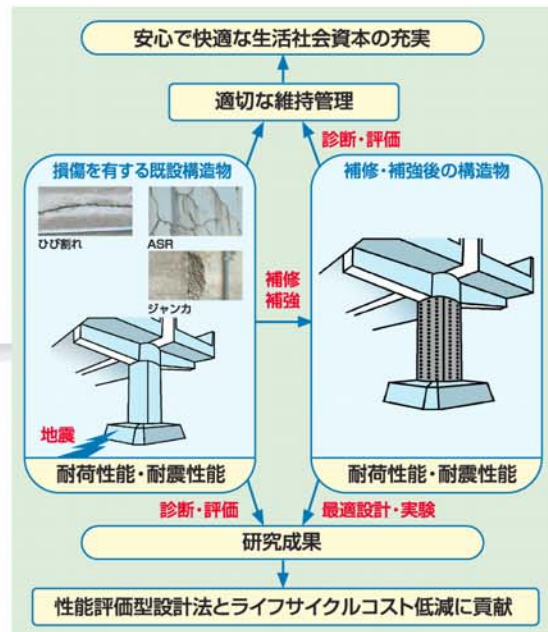 安心で快適な生活社会資本の充実
適切な維持管理
診断・評価
損傷を有する既設構造物
ひび割れ
ASR
ジャンカ
地震
耐荷性能・耐震性能
補修
補強
補修・補強後の構造物
耐荷性能・耐震性能
診断・評価
最適設計・実験
研究成果
性能評価型設計法とライフサイクルコスト低減に貢献